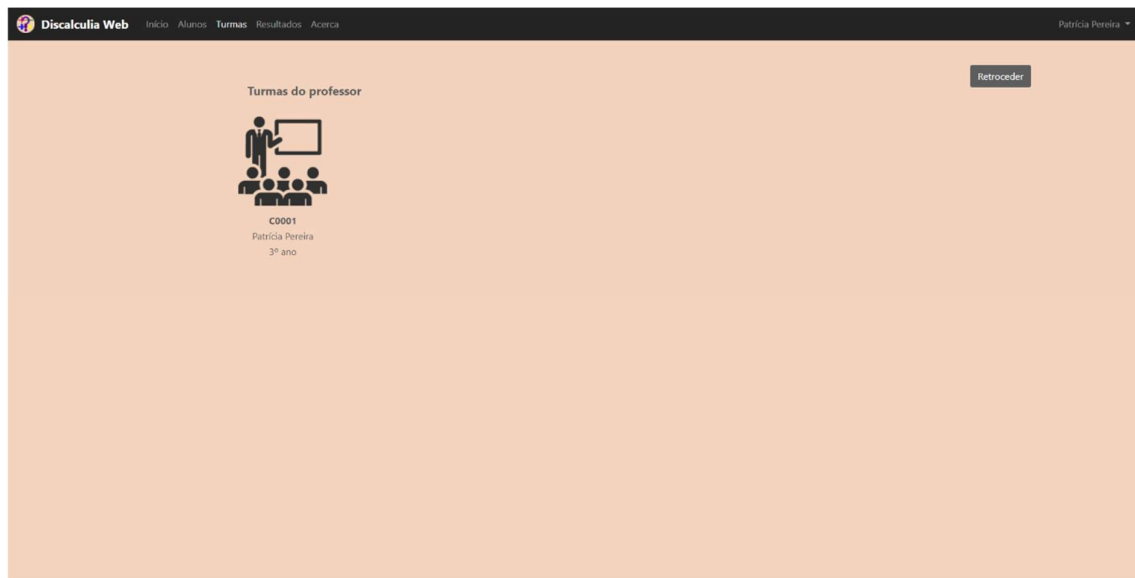 Discalculia Web Início Alunos Turmas Resultados Acerca Patrícia Pereira
Retroceder
Turmas do professor
C0001
Patrícia Pereira
3º ano